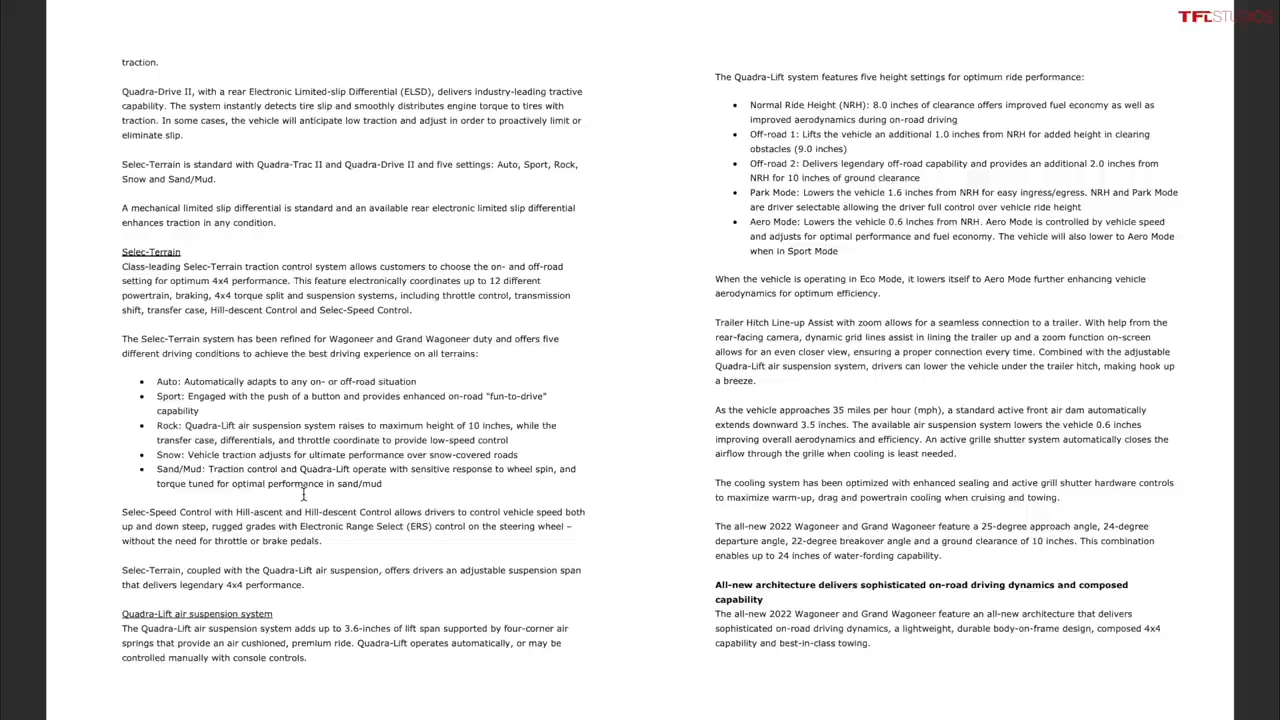 TFLSTUDIOS
traction.
Quadra-Drive II, with a rear Electronic Limited-slip Differential (ELSD), delivers industry-leading tractive
capability. The system instantly detects tire slip and smoothly distributes engine torque to tires with
traction. In some cases, the vehicle will anticipate low traction and adjust in order to proactively limit or
eliminate slip.
Selec-Terrain is standard with Quadra-Trac II and Quadra-Drive II and five settings: Auto, Sport, Rock,
Snow and Sand/Mud.
A mechanical limited slip differential is standard and an available rear electronic limited slip differential
enhances traction in any condition.
Selec-Terrain
Class-leading Selec-Terrain traction control system allows customers to choose the on- and off-road
setting for optimum 4x4 performance. This feature electronically coordinates up to 12 different
powertrain, braking, 4x4 torque split and suspension systems, including throttle control, transmission
shift, transfer case, Hill-descent Control and Selec-Speed Control.
The Selec-Terrain system has been refined for Wagoneer and Grand Wagoneer duty and offers five
different driving conditions to achieve the best driving experience on all terrains:
• Auto: Automatically adapts to any on- or off-road situation
• Sport: Engaged with the push of a button and provides enhanced on-road "fun-to-drive"
capability
• Rock: Quadra-Lift air suspension system raises to maximum height of 10 inches, while the
transfer case, differentials, and throttle coordinate to provide low-speed control
• Snow: Vehicle traction adjusts for ultimate performance over snow-covered roads
• Sand/Mud: Traction control and Quadra-Lift operate with sensitive response to wheel spin, and
torque tuned for optimal performance in sand/mud
Selec-Speed Control with Hill-ascent and Hill-descent Control allows drivers to control vehicle speed both
up and down steep, rugged grades with Electronic Range Select (ERS) control on the steering wheel –
without the need for throttle or brake pedals.
Selec-Terrain, coupled with the Quadra-Lift air suspension, offers drivers an adjustable suspension span
that delivers legendary 4x4 performance.
Quadra-Lift air suspension system
The Quadra-Lift air suspension system adds up to 3.6-inches of lift span supported by four-corner air
springs that provide an air cushioned, premium ride. Quadra-Lift operates automatically, or may be
controlled manually with console controls.
The Quadra-Lift system features five height settings for optimum ride performance:
• Normal Ride Height (NRH): 8.0 inches of clearance offers improved fuel economy as well as
improved aerodynamics during on-road driving
• Off-road 1: Lifts the vehicle an additional 1.0 inches from NRH for added height in clearing
obstacles (9.0 inches)
• Off-road 2: Delivers legendary off-road capability and provides an additional 2.0 inches from
NRH for 10 inches of ground clearance
• Park Mode: Lowers the vehicle 1.6 inches from NRH for easy ingress/egress. NRH and Park Mode
are driver selectable allowing the driver full control over vehicle ride height
• Aero Mode: Lowers the vehicle 0.6 inches from NRH. Aero Mode is controlled by vehicle speed
and adjusts for optimal performance and fuel economy. The vehicle will also lower to Aero Mode
when in Sport Mode
When the vehicle is operating in Eco Mode, it lowers itself to Aero Mode further enhancing vehicle
aerodynamics for optimum efficiency.
Trailer Hitch Line-up Assist with zoom allows for a seamless connection to a trailer. With help from the
rear-facing camera, dynamic grid lines assist in lining the trailer up and a zoom function on-screen
allows for an even closer view, ensuring a proper connection every time. Combined with the adjustable
Quadra-Lift air suspension system, drivers can lower the vehicle under the trailer hitch, making hook up
a breeze.
As the vehicle approaches 35 miles per hour (mph), a standard active front air dam automatically
extends downward 3.5 inches. The available air suspension system lowers the vehicle 0.6 inches
improving overall aerodynamics and efficiency. An active grille shutter system automatically closes the
airflow through the grille when cooling is least needed.
The cooling system has been optimized with enhanced sealing and active grill shutter hardware controls
to maximize warm-up, drag and powertrain cooling when cruising and towing.
The all-new 2022 Wagoneer and Grand Wagoneer feature a 25-degree approach angle, 24-degree
departure angle, 22-degree breakover angle and a ground clearance of 10 inches. This combination
enables up to 24 inches of water-fording capability.
All-new architecture delivers sophisticated on-road driving dynamics and composed
capability
The all-new 2022 Wagoneer and Grand Wagoneer feature an all-new architecture that delivers
sophisticated on-road driving dynamics, a lightweight, durable body-on-frame design, composed 4x4
capability and best-in-class towing.